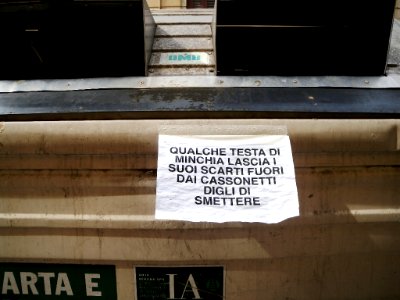 QUALCHE TESTA DI
MINCHIA LASCIA I
SUOI SCARTI FUORI
DAI CASSONETTI
DIGLI DI
SMETTERE
ARTA E
IA